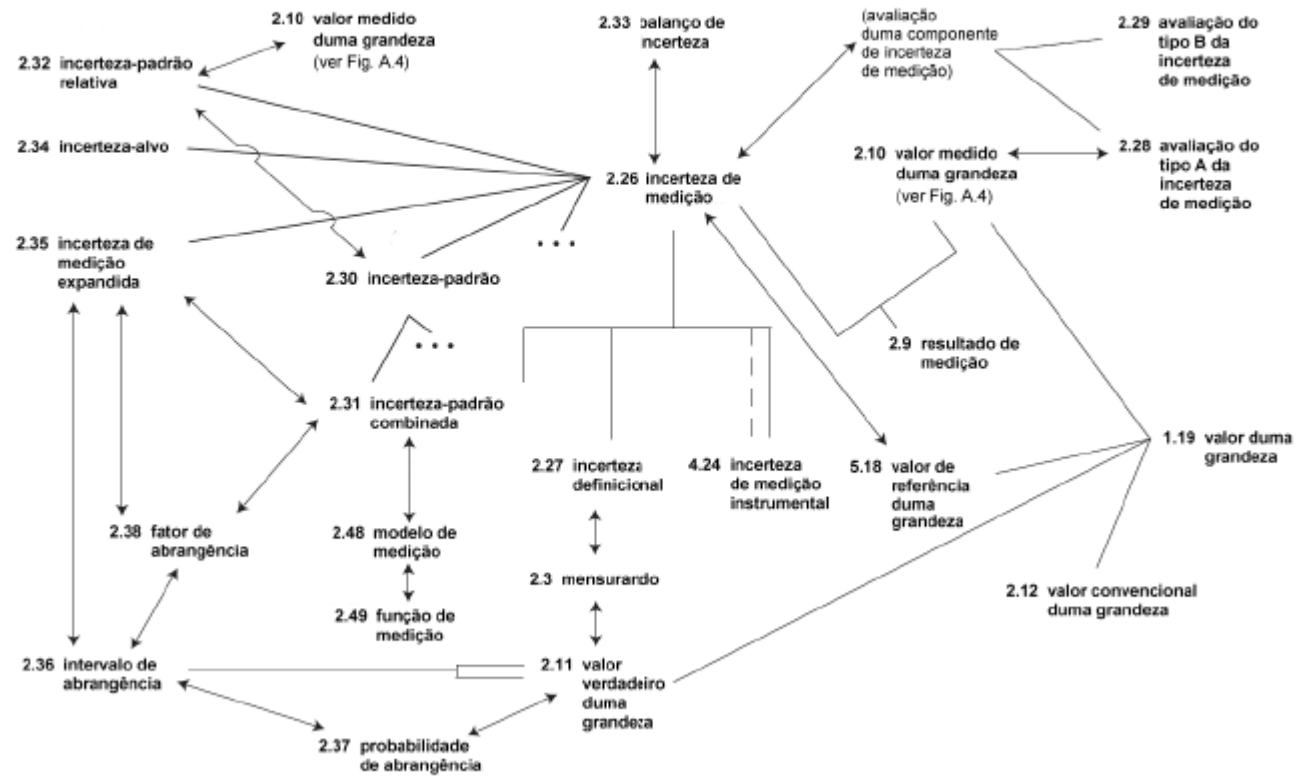 2.10 valor medido
duma grandeza
(ver Fig. A.4)
2.33 balanço de
incerteza
(avaliação
duma componente
de incerteza
de medição)
2.29 avaliação do
tipo B da
incerteza
de medição
2.32 incerteza-padrão
relativa
2.34 incerteza-alvo
2.26 incerteza de
medição
2.10 valor medido
duma grandeza
(ver Fig. A.4)
2.28 avaliação do
tipo A da
incerteza
de medição
2.35 incerteza de
medição
expandida
2.30 incerteza-padrão
• • •
• • •
2.9 resultado de
medição
2.31 incerteza-padrão
combinada
2.27 incerteza
definicional
4.24 incerteza
de medição
instrumental
5.18 valor de
referência
duma
grandeza
1.19 valor duma
grandeza
2.38 fator de
abrangência
2.48 modelo de
medição
2.3 mensurando
2.12 valor convencional
duma grandeza
2.49 função de
medição
2.36 intervalo de
abrangência
2.11 valor
verdadeiro
duma
grandeza
2.37 probabilidade
de abrangência